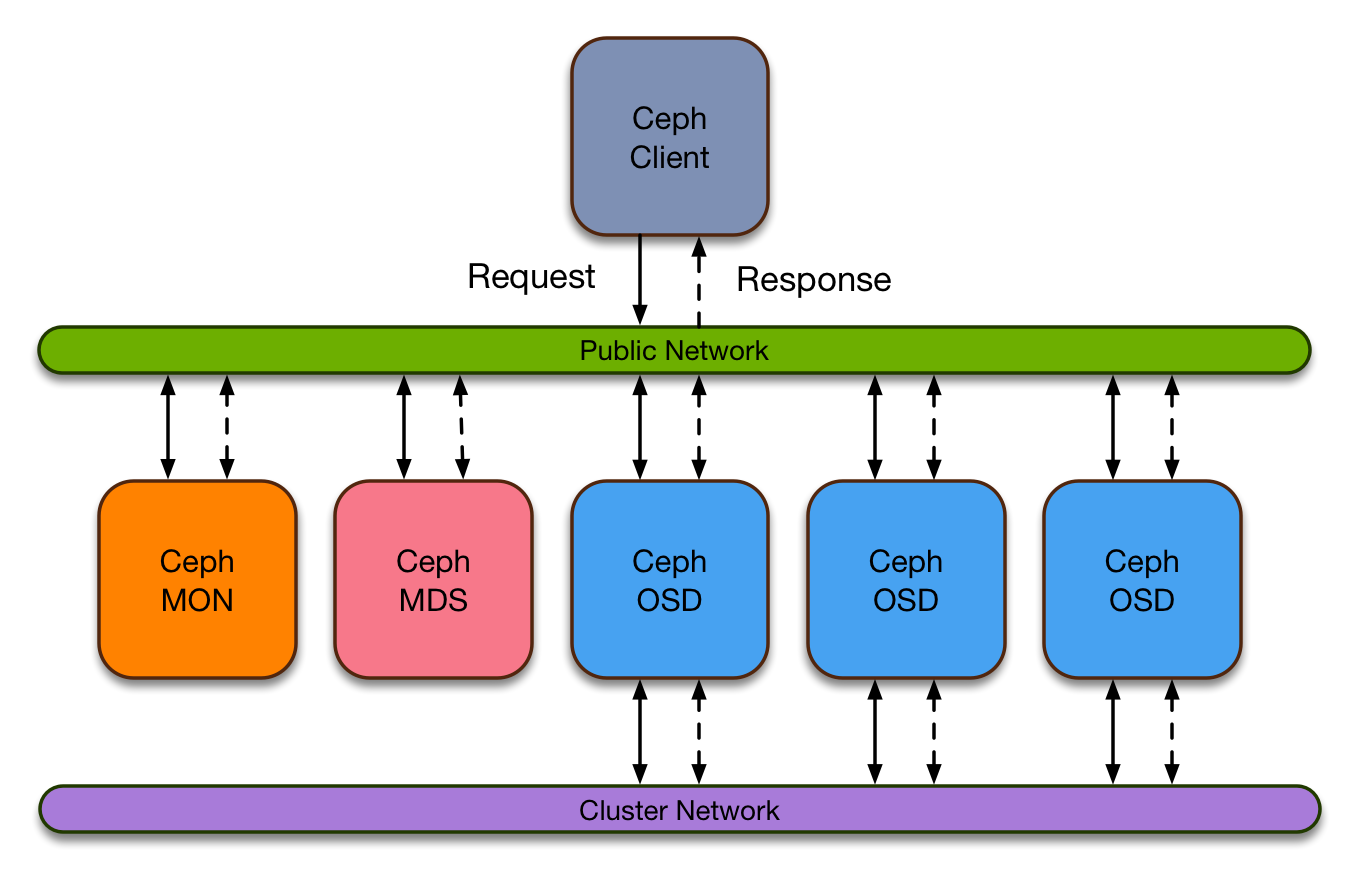 Ceph
Client
Request
Response
Public Network
Ceph
MON
Ceph
MDS
Ceph
OSD
Ceph
OSD
Ceph
OSD
Cluster Network